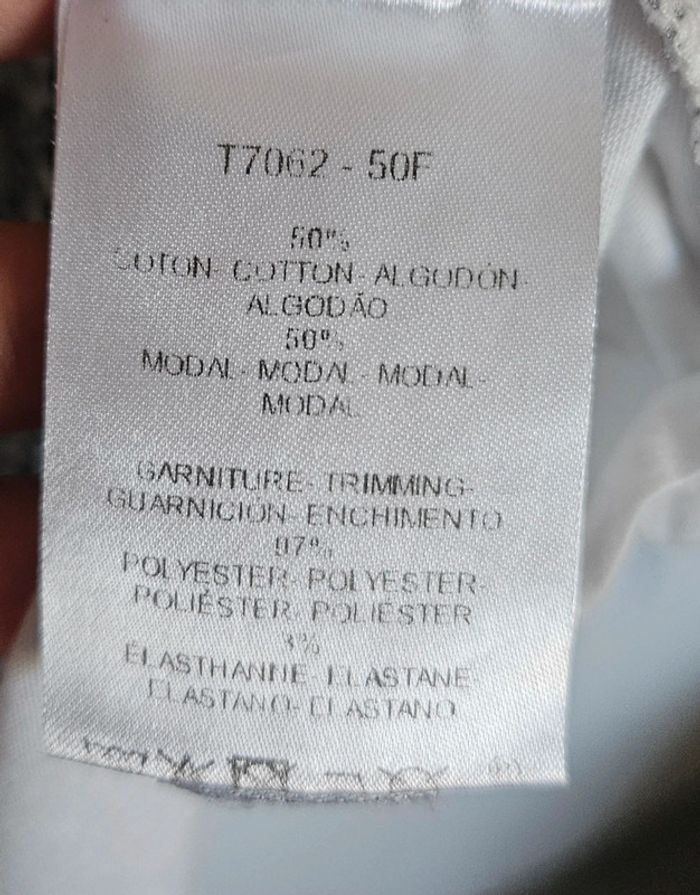 T7062 - 50F
50%
COTON- COTTON - ALGODÓN-
ALGODÃO
50%
MODAL - MODAL - MODAL -
MODAL
GARNITURE- TRIMMING-
GUARNICIÓN- ENCHIMENTO
97%
POLYESTER- POLYESTER-
POLIÉSTER- POLIÉSTER
3%
ÉLASTHANNE- ELASTANE-
ELASTANO- ELASTANO